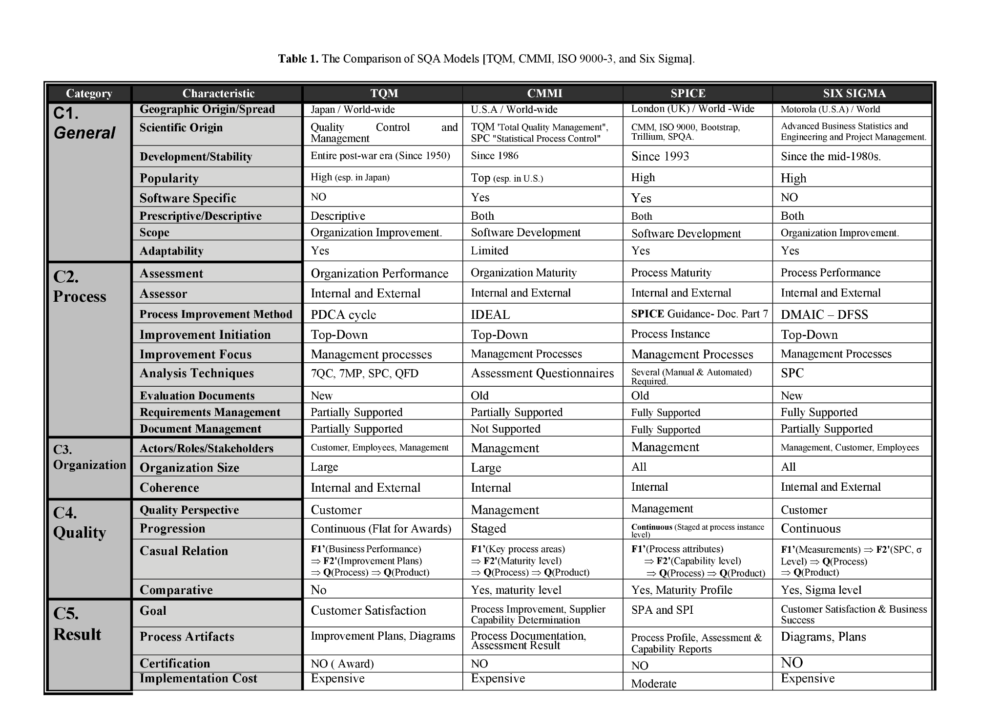 Table 1. The Comparison of SQA Models [TQM, CMMI, ISO 9000-3, and Six Sigma].
Category Characteristic TQM CMMI SPICE SIX SIGMA
C1.
General
Geographic Origin/Spread Japan / World-wide U.S.A / World-wide London (UK) / World -Wide Motorola (U.S.A) / World
Scientific Origin Quality Control and Management TQM "Total Quality Management", SPC "Statistical Process Control" CMM, ISO 9000, Bootstrap, Trillium, SPQA. Advanced Business Statistics and Engineering and Project Management.
Development/Stability Entire post-war era (Since 1950) Since 1986 Since 1993 Since the mid-1980s.
Popularity High (esp. in Japan) Top (esp. in U.S.) High High
Software Specific NO Yes Yes NO
Prescriptive/Descriptive Descriptive Both Both Both
Scope Organization Improvement. Software Development Software Development Organization Improvement.
Adaptability Yes Limited Yes Yes
C2.
Process
Assessment Organization Performance Organization Maturity Process Maturity Process Performance
Assessor Internal and External Internal and External Internal and External Internal and External
Process Improvement Method PDCA cycle IDEAL SPICE Guidance- Doc. Part 7 DMAIC – DFSS
Improvement Initiation Top-Down Top-Down Process Instance Top-Down
Improvement Focus Management processes Management Processes Management Processes Management Processes
Analysis Techniques 7QC, 7MP, SPC, QFD Assessment Questionnaires Several (Manual & Automated) Required. SPC
Evaluation Documents New Old Old New
Requirements Management Partially Supported Partially Supported Fully Supported Fully Supported
Document Management Partially Supported Not Supported Fully Supported Partially Supported
C3.
Organization
Actors/Roles/Stakeholders Customer, Employees, Management Management Management Management, Customer, Employees
Organization Size Large Large All All
Coherence Internal and External Internal Internal Internal and External
C4.
Quality
Quality Perspective Customer Management Management Customer
Progression Continuous (Flat for Awards) Staged Continuous (Staged at process instance level) Continuous
Casual Relation
F1’(Business Performance)
⇒ F2'(Improvement Plans)
⇒ Q(Process) ⇒ Q(Product)
F1’(Key process areas)
⇒ F2'(Maturity level)
⇒ Q(Process) ⇒ Q(Product)
F1’(Process attributes)
⇒ F2'(Capability level)
⇒ Q(Process) ⇒ Q(Product)
F1’(Measurements) ⇒ F2'(SPC, σ
Level) ⇒ Q(Process)
⇒ Q(Product)
Comparative No Yes, maturity level Yes, Maturity Profile Yes, Sigma level
C5.
Result
Goal Customer Satisfaction Process Improvement, Supplier Capability Determination SPA and SPI Customer Satisfaction & Business Success
Process Artifacts Improvement Plans, Diagrams Process Documentation, Assessment Result Process Profile, Assessment & Capability Reports Diagrams, Plans
Certification NO ( Award) NO NO NO
Implementation Cost Expensive Expensive Moderate Expensive